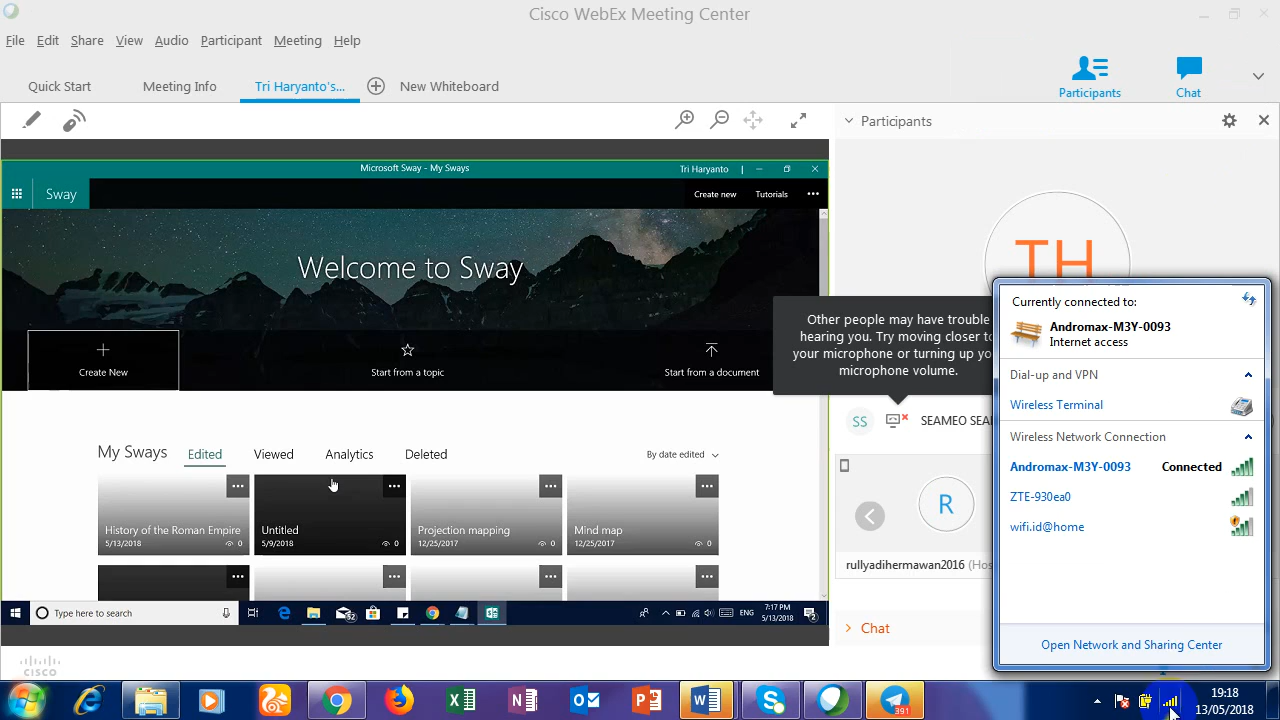 Cisco WebEx Meeting Center
File Edit Share View Audio Participant Meeting Help
Quick Start Meeting Info Tri Haryanto's... New Whiteboard
Participants Chat
Participants
Microsoft Sway - My Sways Tri Haryanto
Sway Create new Tutorials
Welcome to Sway
Create New Start from a topic Start from a document
My Sways Edited Viewed Analytics Deleted By date edited
History of the Roman Empire
5/13/2018 0
Untitled
5/9/2018 0
Projection mapping
12/25/2017 0
Mind map
12/25/2017 0
Type here to search
52
ENG
7:17 PM
5/13/2018
2
TH
Other people may have trouble
hearing you. Try moving closer to
your microphone or turning up
microphone volume.
SS SEAMEO
R
rullyadihermawan2016
Chat
Currently connected to:
Andromax-M3Y-0093
Internet access
Dial-up and VPN
Wireless Terminal
Wireless Network Connection
Andromax-M3Y-0093 Connected
ZTE-930ea0
wifi.id@home
Open Network and Sharing Center
CISCO
391
19:18
13/05/2018